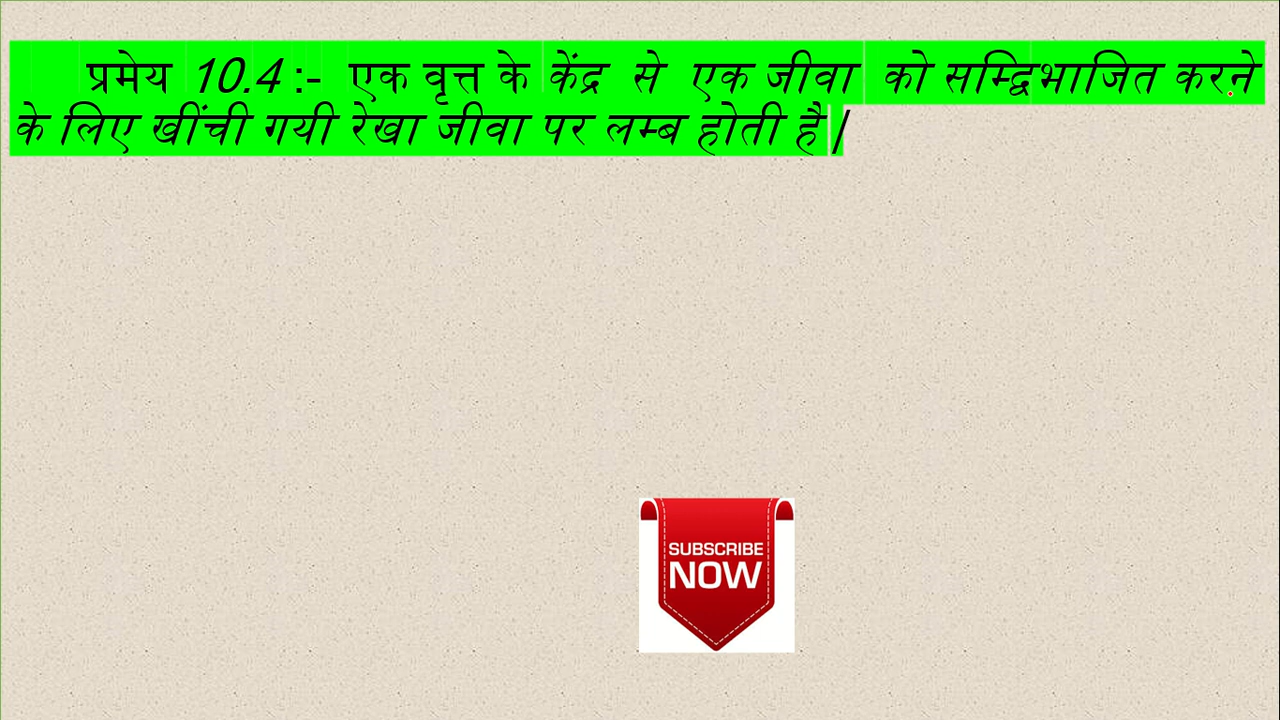 प्रमेय 10.4 :- एक वृत्त के केंद्र से एक जीवा को सम्द्विभाजित करने
के लिए खींची गयी रेखा जीवा पर लम्ब होती है |
SUBSCRIBE
NOW